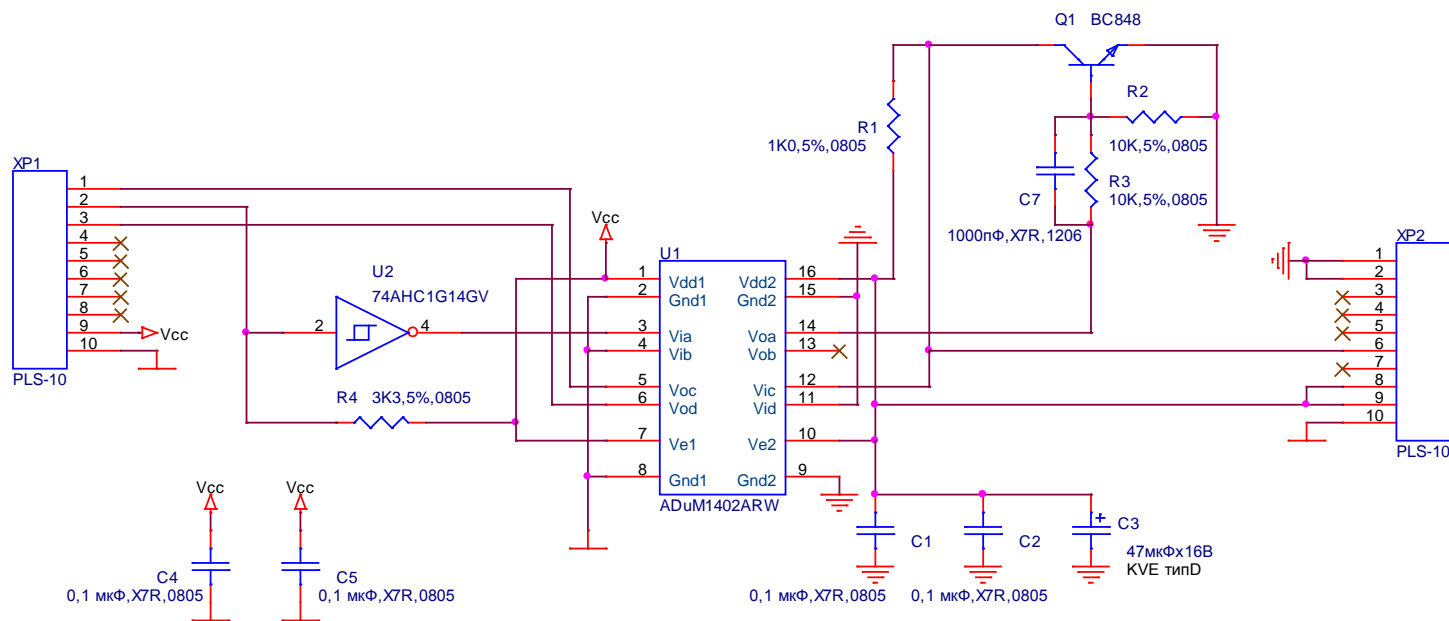 Q1 BC848
R2
10K,5%,0805
R1
1K0,5%,0805
R3
10K,5%,0805
C7
1000пФ,X7R,1206
XP1
1
2
3
4
5
6
7
8
9
10
Vcc
PLS-10
U2
74AHC1G14GV
2
4
R4 3K3,5%,0805
Vcc
U1
1 Vdd1 Vdd2 16
2 Gnd1 Gnd2 15
3 Via Voa 14
4 Vib Vob 13
5 Voc Vic 12
6 Vod Vid 11
7 Ve1 Ve2 10
8 Gnd1 Gnd2 9
ADuM1402ARW
XP2
1
2
3
4
5
6
7
8
9
10
PLS-10
Vcc
Vcc
C4
0,1 мкФ,X7R,0805
C5
0,1 мкФ,X7R,0805
C1
0,1 мкФ,X7R,0805
C2
0,1 мкФ,X7R,0805
+
C3
47мкФх16В
KVE типD